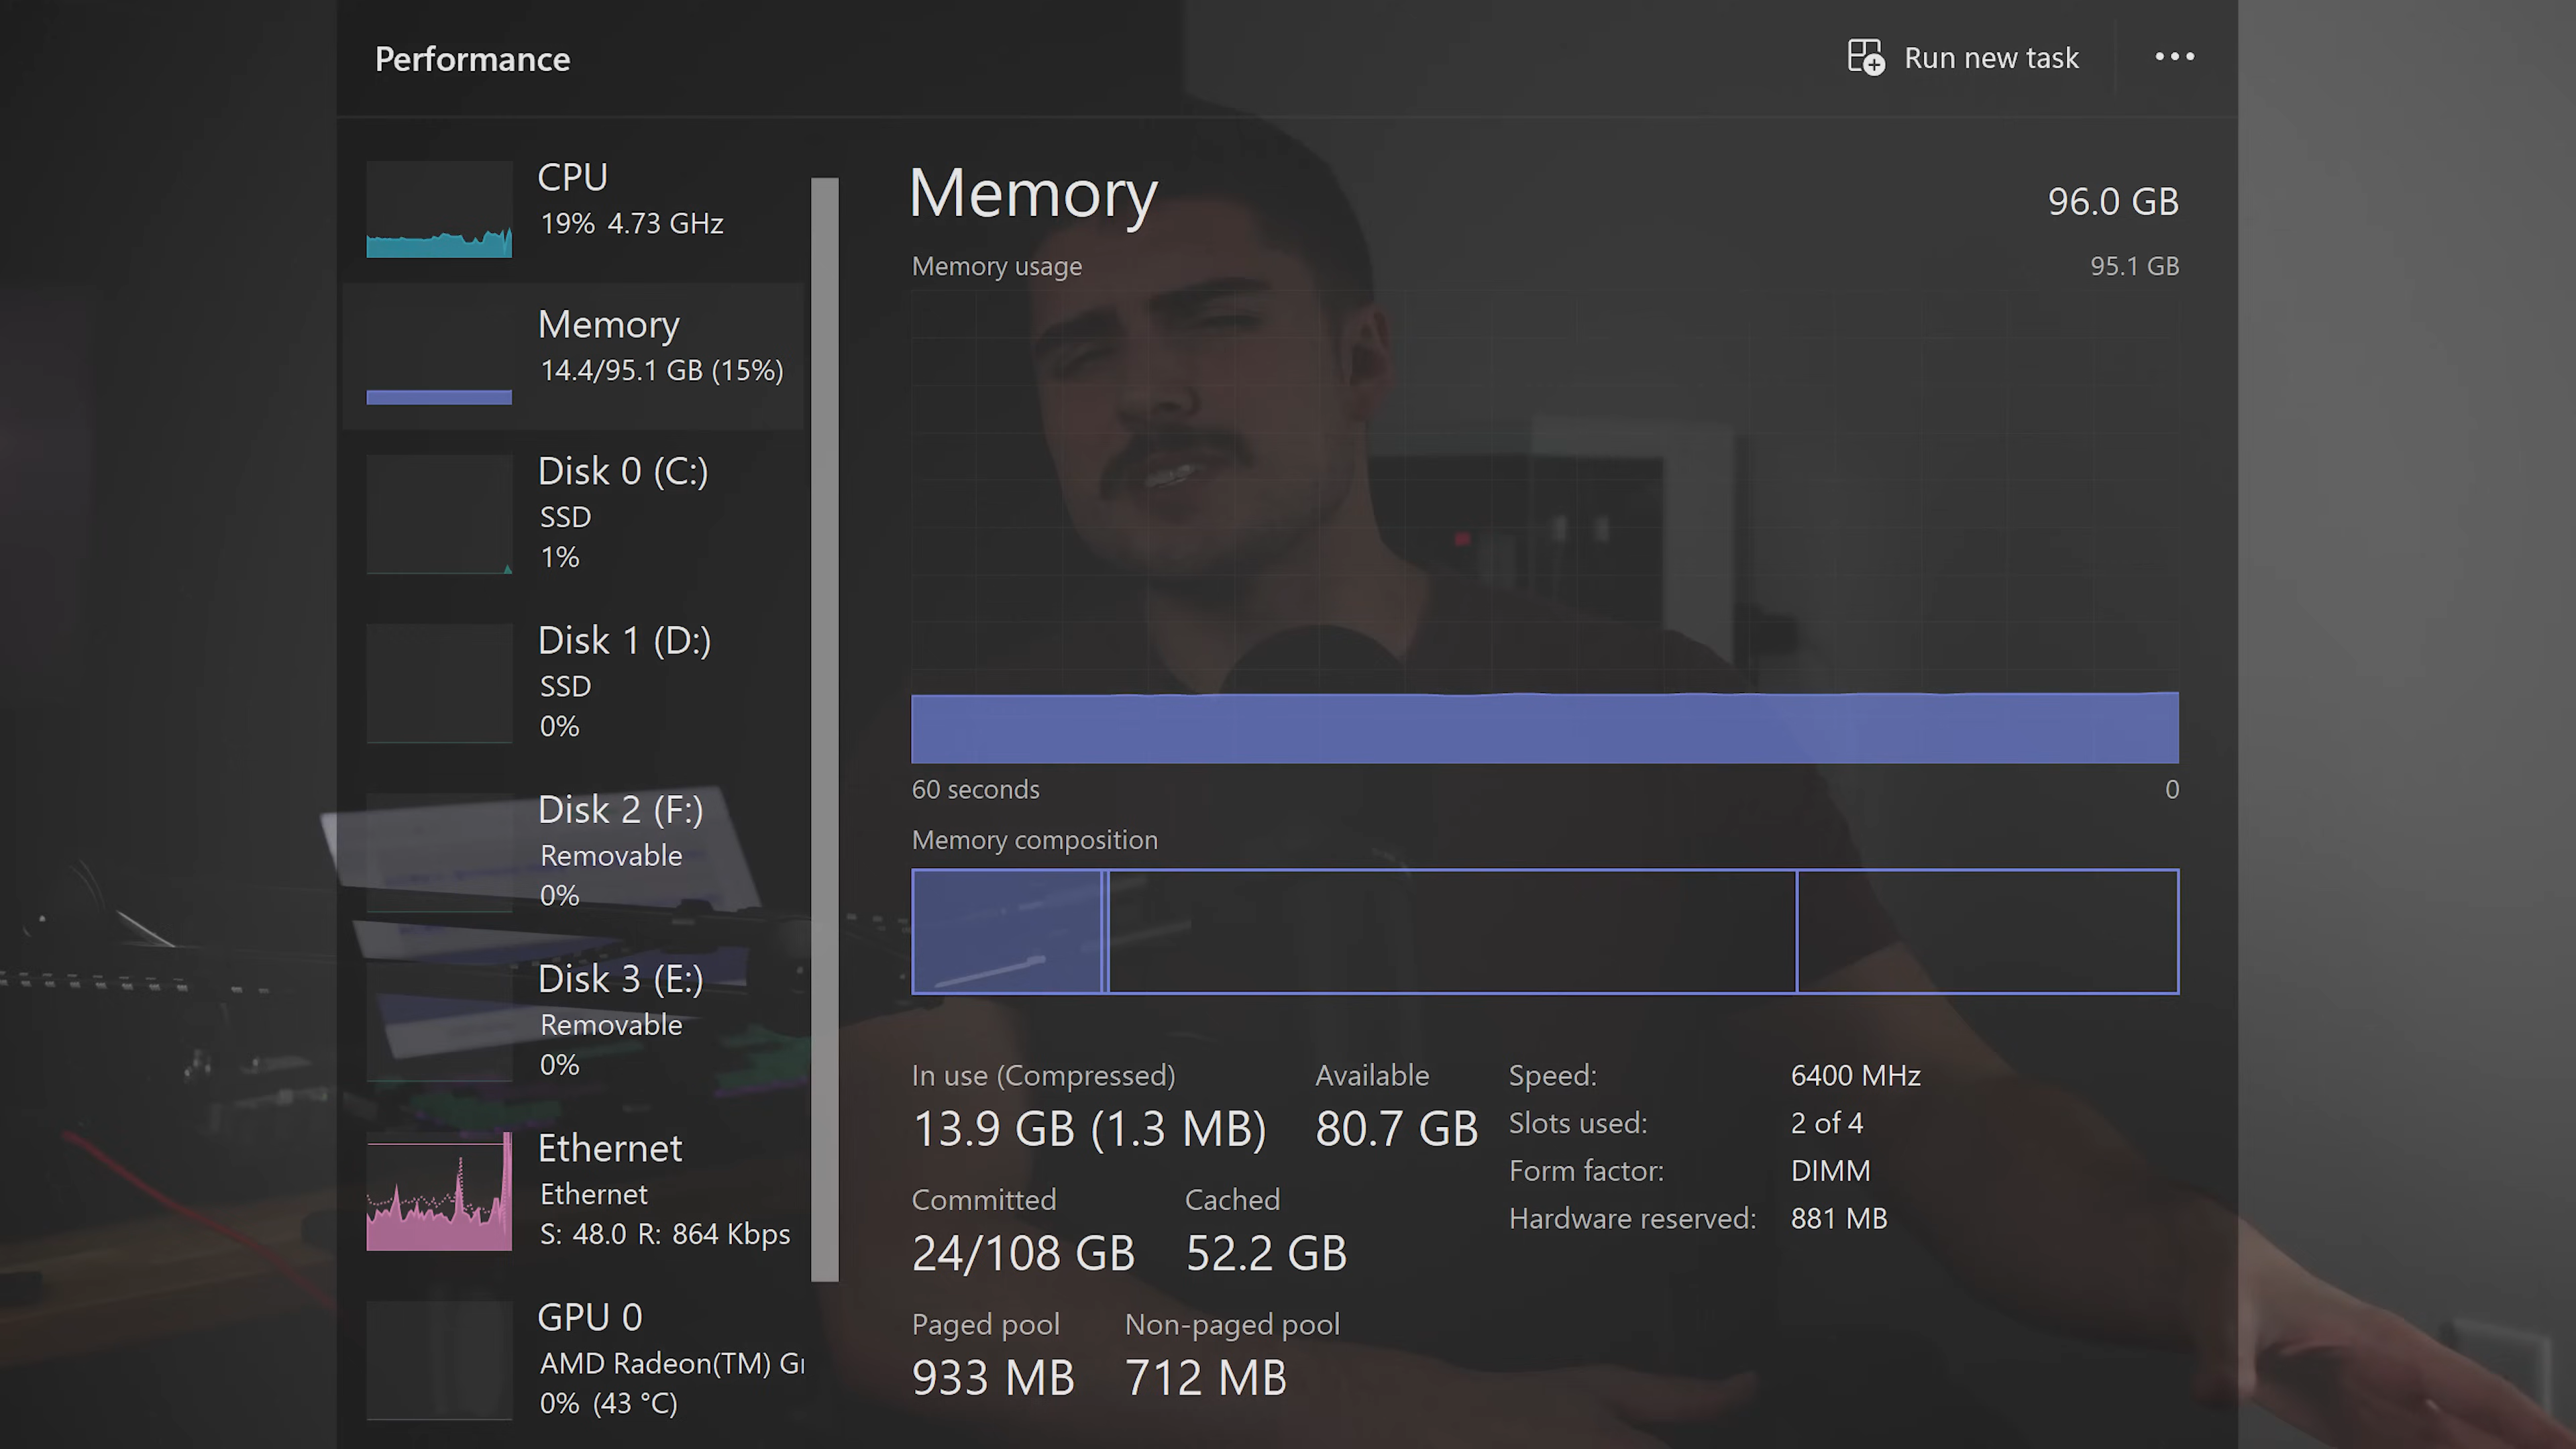 Performance
Run new task
CPU
19% 4.73 GHz
Memory
14.4/95.1 GB (15%)
Disk 0 (C:)
SSD
1%
Disk 1 (D:)
SSD
0%
Disk 2 (F:)
Removable
0%
Disk 3 (E:)
Removable
0%
Ethernet
Ethernet
S: 48.0 R: 864 Kbps
GPU 0
AMD Radeon(TM) Gr
0% (43 °C)
Memory
96.0 GB
Memory usage
95.1 GB
60 seconds
0
Memory composition
In use (Compressed)
13.9 GB (1.3 MB)
Available
80.7 GB
Committed
24/108 GB
Cached
52.2 GB
Paged pool
933 MB
Non-paged pool
712 MB
Speed: 6400 MHz
Slots used: 2 of 4
Form factor: DIMM
Hardware reserved: 881 MB